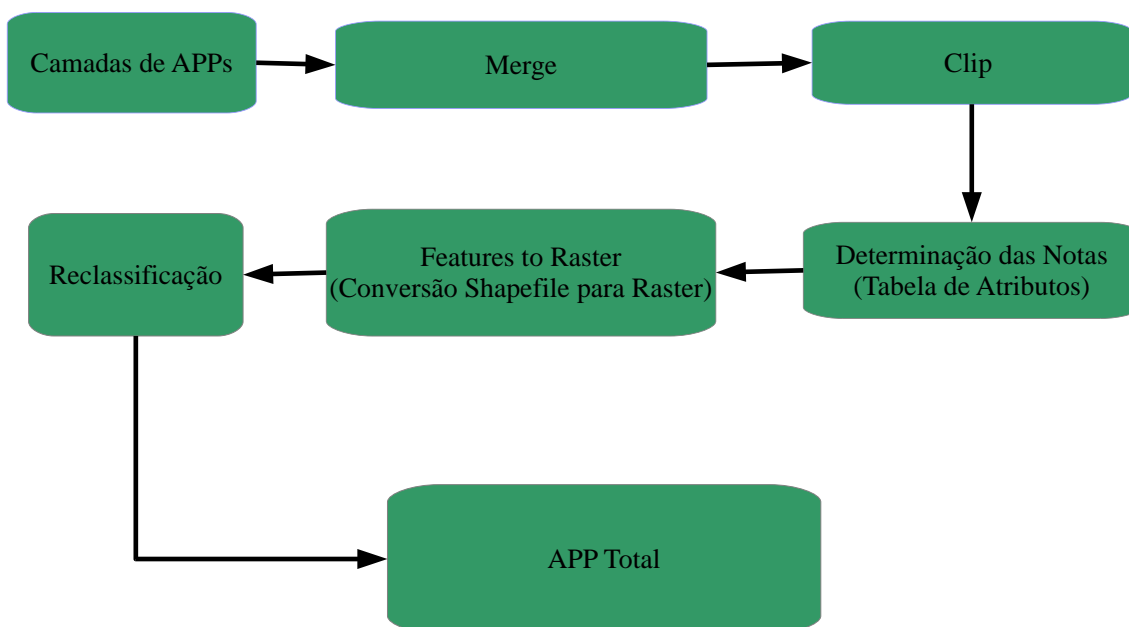 Camadas de APPs
Merge
Clip
Determinação das Notas
(Tabela de Atributos)
Features to Raster
(Conversão Shapefile para Raster)
Reclassificação
APP Total